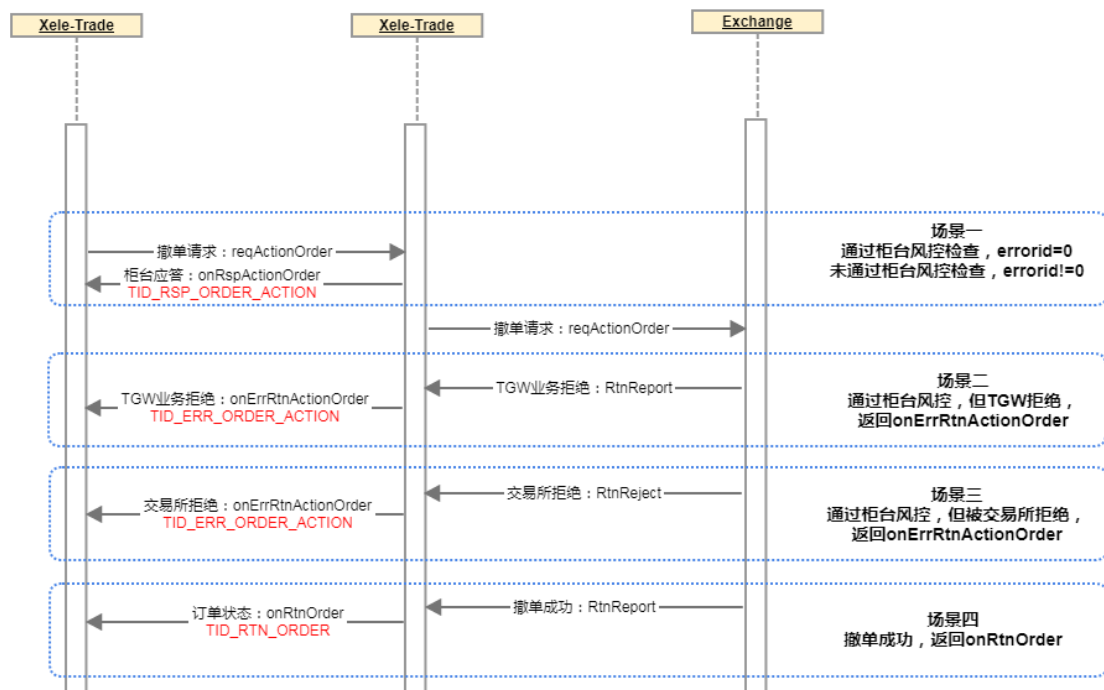 Xele-Trade
Xele-Trade
Exchange
场景一
通过柜台风控检查，errorid=0
未通过柜台风控检查，errorid!=0
撤单请求：reqActionOrder
柜台应答：onRspActionOrder
TID_RSP_ORDER_ACTION
撤单请求：reqActionOrder
场景二
通过柜台风控，但TGW拒绝，
返回onErrRtnActionOrder
TGW业务拒绝：RtnReport
TGW业务拒绝：onErrRtnActionOrder
TID_ERR_ORDER_ACTION
场景三
通过柜台风控，但被交易所拒绝，
返回onErrRtnActionOrder
交易所拒绝：RtnReject
交易所拒绝：onErrRtnActionOrder
TID_ERR_ORDER_ACTION
场景四
撤单成功，返回onRtnOrder
撤单成功：RtnReport
订单状态：onRtnOrder
TID_RTN_ORDER